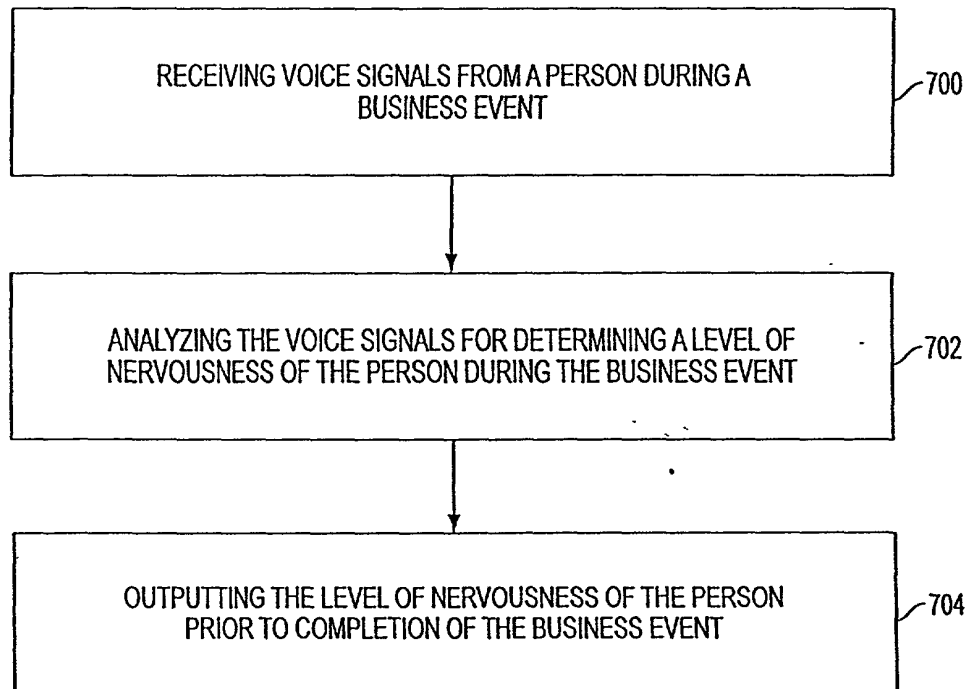 RECEIVING VOICE SIGNALS FROM A PERSON DURING A
BUSINESS EVENT
700
ANALYZING THE VOICE SIGNALS FOR DETERMINING A LEVEL OF
NERVOUSNESS OF THE PERSON DURING THE BUSINESS EVENT
702
OUTPUTTING THE LEVEL OF NERVOUSNESS OF THE PERSON
PRIOR TO COMPLETION OF THE BUSINESS EVENT
704